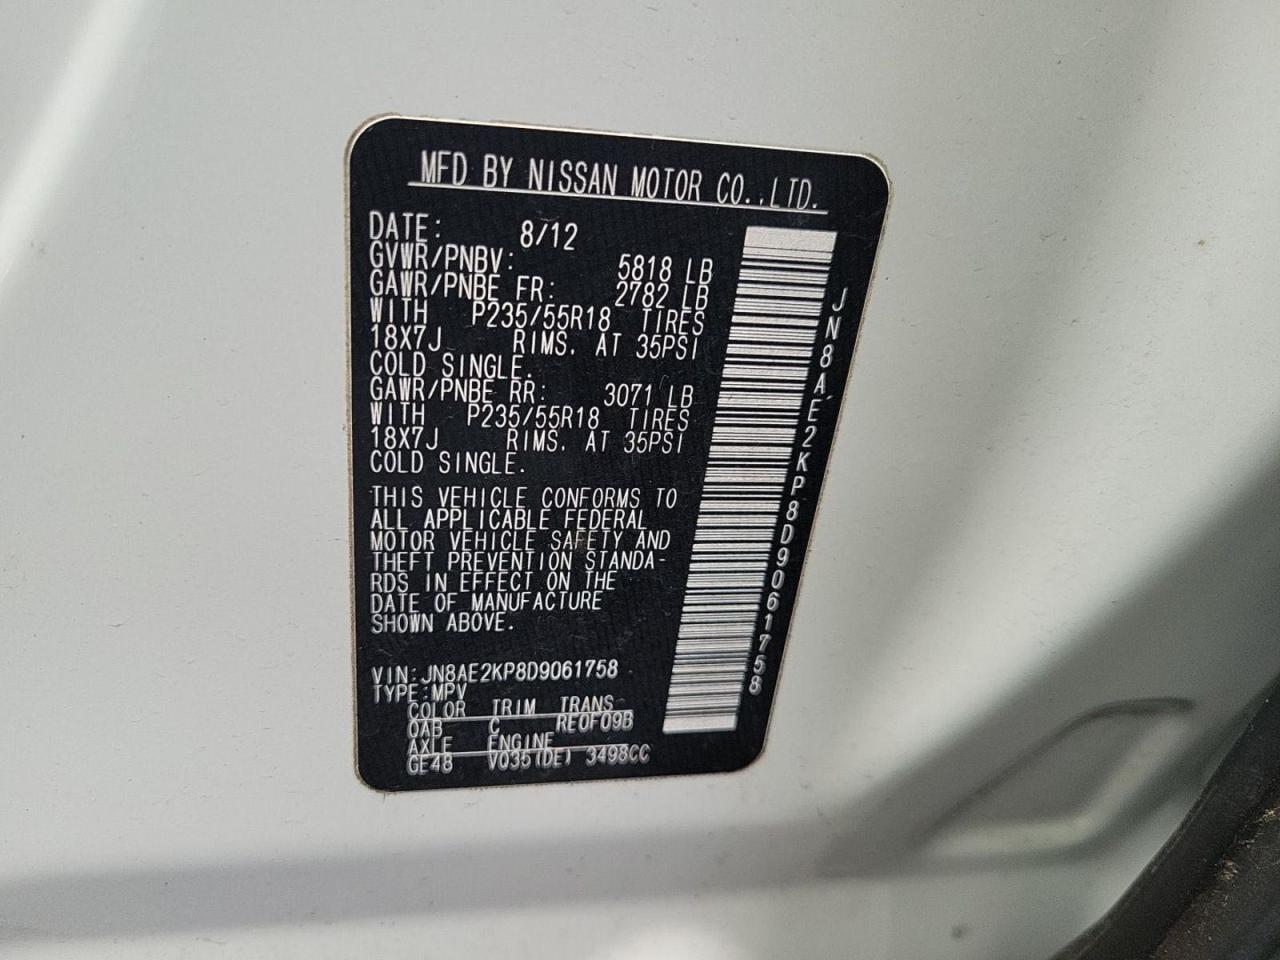 MFD BY NISSAN MOTOR CO.,LTD.
DATE: 8/12
GVWR/PNBV: 5818 LB
GAWR/PNBE FR: 2782 LB
WITH P235/55R18 TIRES
18X7J RIMS. AT 35PSI
COLD SINGLE.
GAWR/PNBE RR: 3071 LB
WITH P235/55R18 TIRES
18X7J RIMS. AT 35PSI
COLD SINGLE.
THIS VEHICLE CONFORMS TO
ALL APPLICABLE FEDERAL
MOTOR VEHICLE SAFETY AND
THEFT PREVENTION STANDA-
RDS IN EFFECT ON THE
DATE OF MANUFACTURE
SHOWN ABOVE.
VIN:JN8AE2KP8D9061758
TYPE:MPV
COLOR TRIM TRANS
QAB C RE0F09B
AXLE ENGINE
GE48 VQ35(DE) 3498CC
JN8AE2KP8D9061758